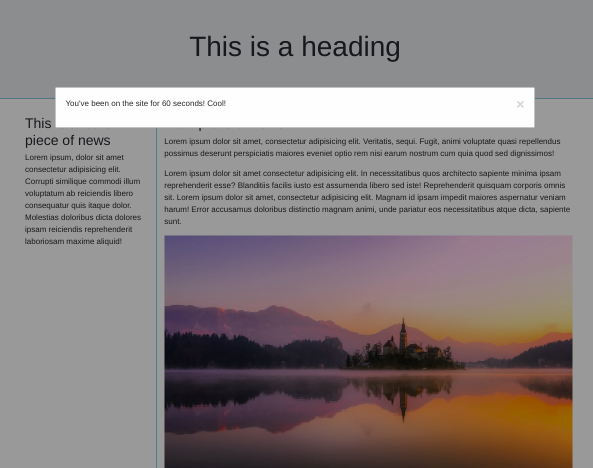 This is a heading
You've been on the site for 60 seconds! Cool!
×
This
piece of news
Lorem ipsum, dolor sit amet
consectetur adipisicing elit.
Corrupti similique commodi illum
voluptatum ab reiciendis libero
consequatur quis itaque dolor.
Molestias doloribus dicta dolores
ipsam reiciendis reprehenderit
laboriosam maxime aliquid!
Lorem ipsum dolor sit amet, consectetur adipisicing elit. Veritatis, sequi. Fugit, animi voluptate quasi repellendus
possimus deserunt perspiciatis maiores eveniet optio rem nisi earum nostrum cum quia quod sed dignissimos!
Lorem ipsum dolor sit amet consectetur adipisicing elit. In necessitatibus quos architecto sapiente minima ipsam
reprehenderit esse? Blanditiis facilis iusto est assumenda libero sed iste! Reprehenderit quisquam corporis omnis
sit. Lorem ipsum dolor sit amet, consectetur adipisicing elit. Magnam id ipsam impedit maiores aspernatur veniam
harum! Error accusamus doloribus distinctio magnam animi, unde pariatur eos necessitatibus atque dicta, sapiente
sunt.